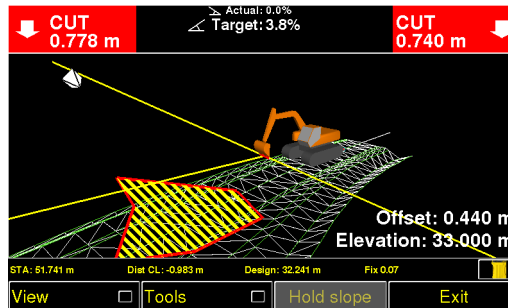 CUT
0.778 m
Actual: 0.0%
Target: 3.8%
CUT
0.740 m
Offset: 0.440 m
Elevation: 33.000 m
STA: 51.741 m Dist CL: -0.983 m Design: 32.241 m Fix 0.07
View Tools Hold slope Exit